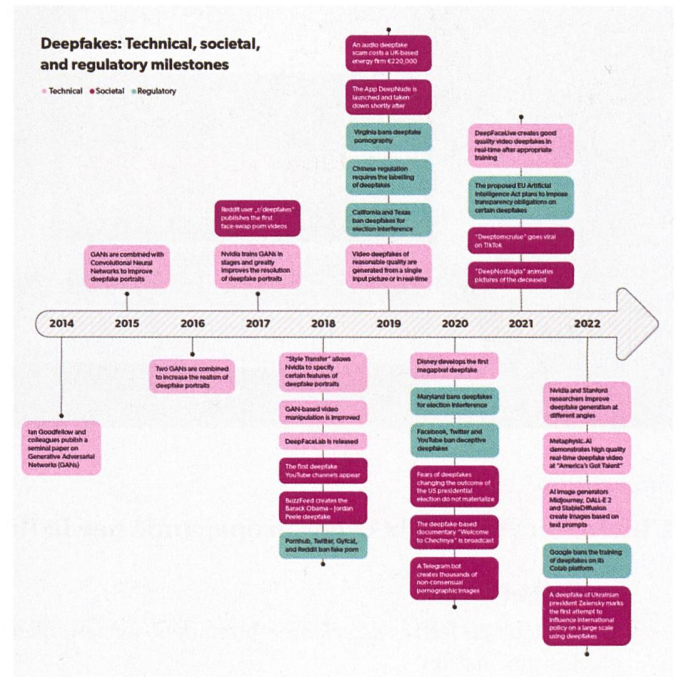 Deepfakes: Technical, societal,
and regulatory milestones
Technical Societal Regulatory
An audio deepfake
scam costs a UK-based
energy firm €220,000
The App DeepNude is
launched and taken
down shortly after
Virginia bans deepfake
pornography
Chinese regulation
requires the labelling
of deepfakes
California and Texas
ban deepfakes for
election interference
Video deepfakes of
reasonable quality are
generated from a single
input picture or in real-time
DeepFaceLive creates good
quality video deepfakes in
real-time after appropriate
training
The proposed EU Artificial
Intelligence Act plans to impose
transparency obligations on
certain deepfakes
"Deeptomcruise" goes viral
on TikTok
"DeepNostalgia" animates
pictures of the deceased
Reddit user „r/deepfakes"
publishes the first
face-swap porn videos
Nvidia trains GANs in
stages and greatly
improves the resolution
of deepfake portraits
GANs are combined with
Convolutional Neural
Networks to improve
deepfake portraits
2014 2015 2016 2017 2018 2019 2020 2021 2022
Ian Goodfellow and
colleagues publish a
seminal paper on
Generative Adversarial
Networks (GANs)
Two GANs are combined
to increase the realism of
deepfake portraits
"Style Transfer" allows
Nvidia to specify
certain features of
deepfake portraits
GAN-based video
manipulation is improved
DeepFaceLab is released
The first deepfake
YouTube channels appear
BuzzFeed creates the
Barack Obama – Jordan
Peele deepfake
Pornhub, Twitter, Gyfcat,
and Reddit ban fake porn
Disney develops the first
megapixel deepfake
Maryland bans deepfakes
for election interference
Facebook, Twitter and
YouTube ban deceptive
deepfakes
Fears of deepfakes
changing the outcome of
the US presidential
election do not materialize
The deepfake-based
documentary "Welcome
to Chechnya" is broadcast
A Telegram bot
creates thousands of
non-consensual
pornographic images
Nvidia and Stanford
researchers improve
deepfake generation at
different angles
Metaphysic.AI
demonstrates high quality
real-time deepfake video
at "America's Got Talent"
AI image generators
Midjourney, DALL-E 2
and StableDiffusion
create images based on
text prompts
Google bans the training
of deepfakes on its
Colab platform
A deepfake of Ukrainian
president Zelensky marks
the first attempt to
influence international
policy on a large scale
using deepfakes